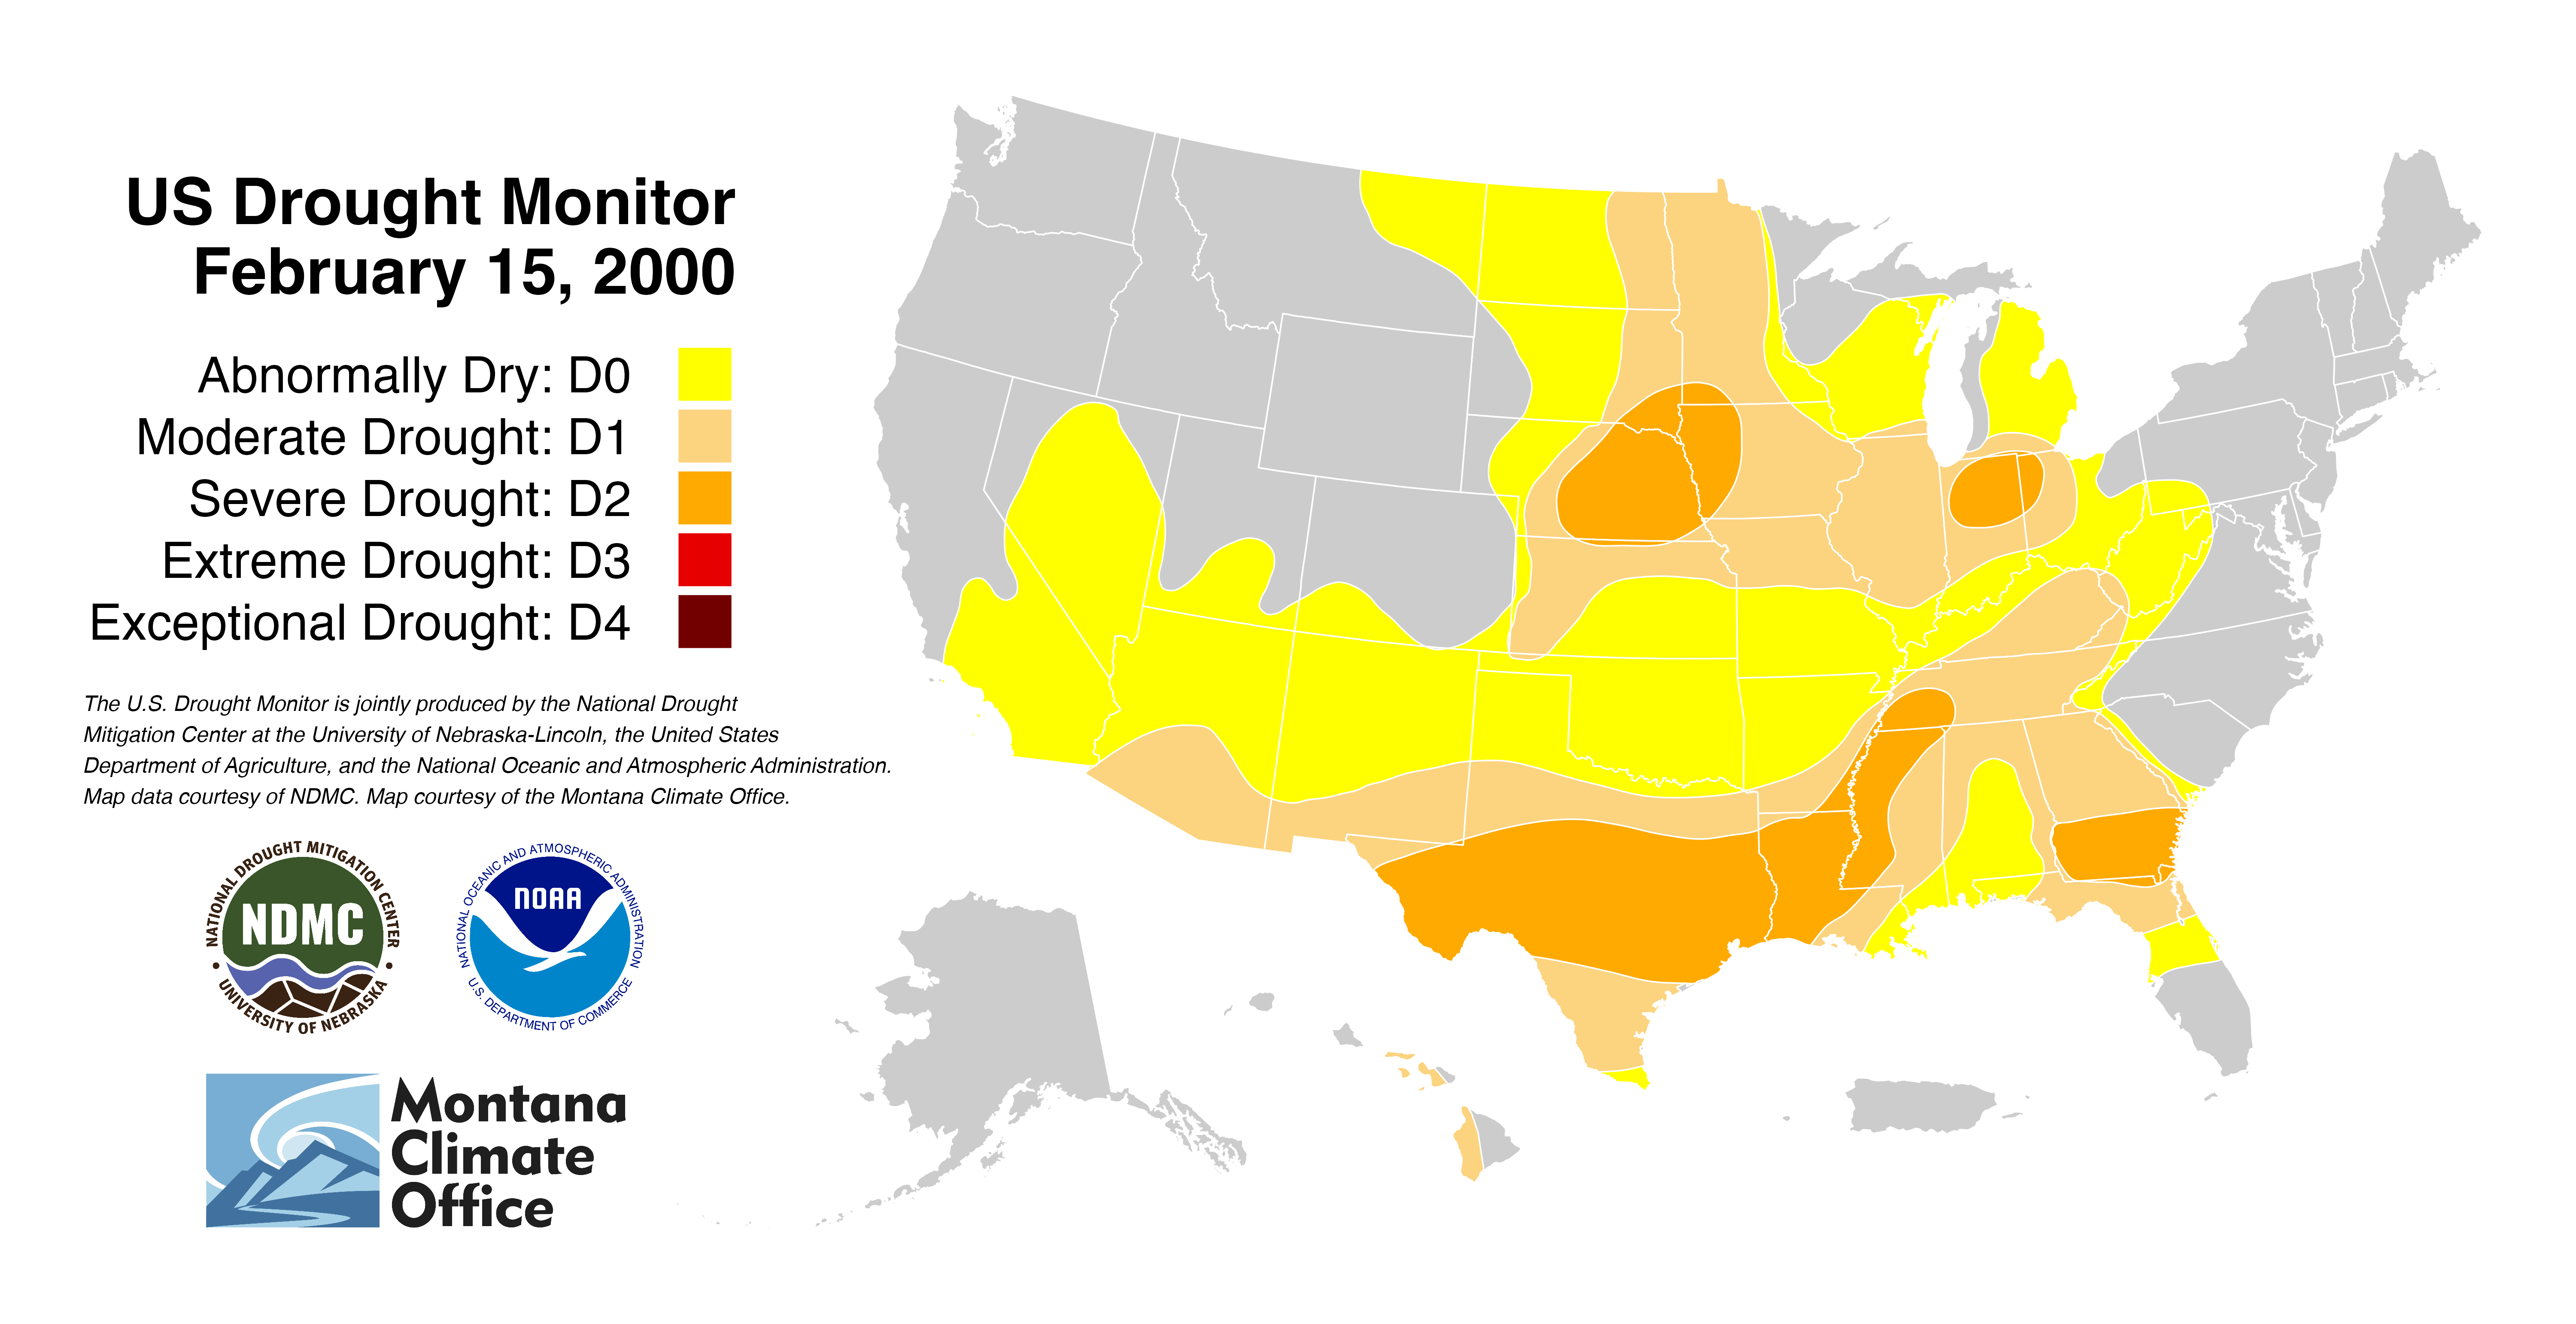 US Drought Monitor
February 15, 2000
Abnormally Dry: D0
Moderate Drought: D1
Severe Drought: D2
Extreme Drought: D3
Exceptional Drought: D4
The U.S. Drought Monitor is jointly produced by the National Drought
Mitigation Center at the University of Nebraska-Lincoln, the United States
Department of Agriculture, and the National Oceanic and Atmospheric Administration.
Map data courtesy of NDMC. Map courtesy of the Montana Climate Office.
NATIONAL DROUGHT MITIGATION CENTER
NDMC
• UNIVERSITY OF NEBRASKA •
NATIONAL OCEANIC AND ATMOSPHERIC ADMINISTRATION
NOAA
U.S. DEPARTMENT OF COMMERCE
Montana
Climate
Office